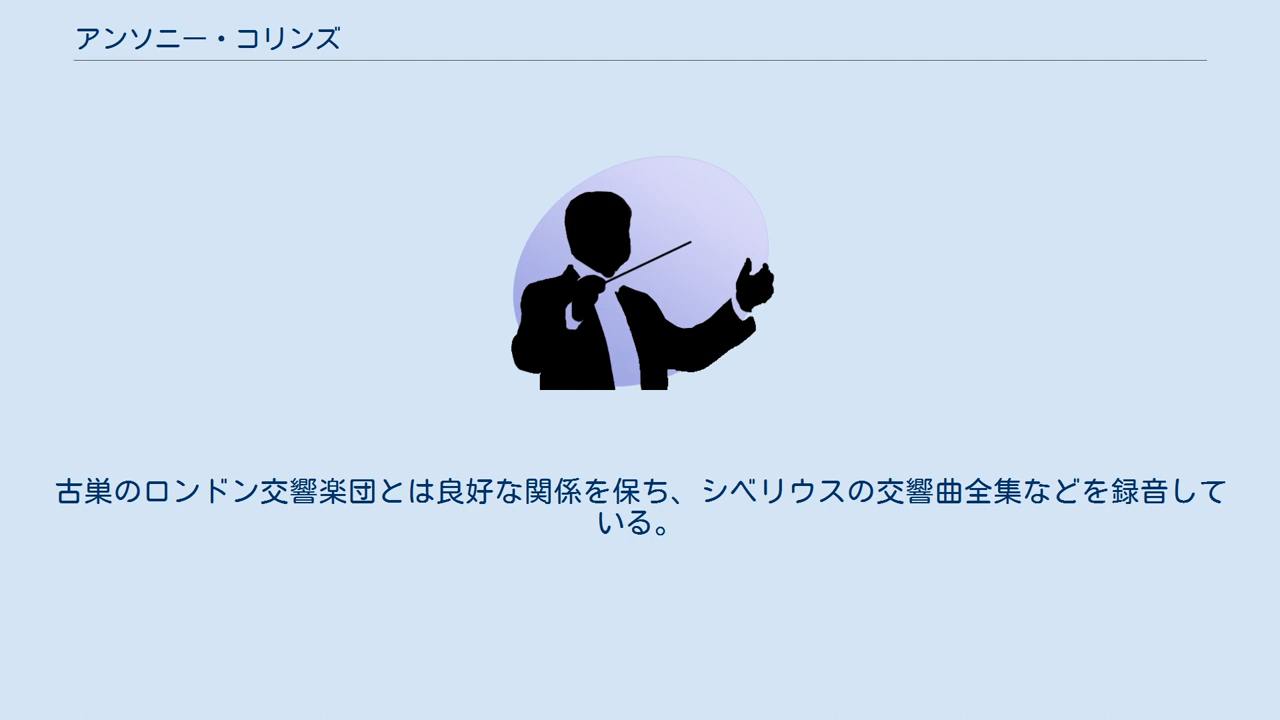 アンソニー・コリンズ
古巣のロンドン交響楽団とは良好な関係を保ち、シベリウスの交響曲全集などを録音して
いる。